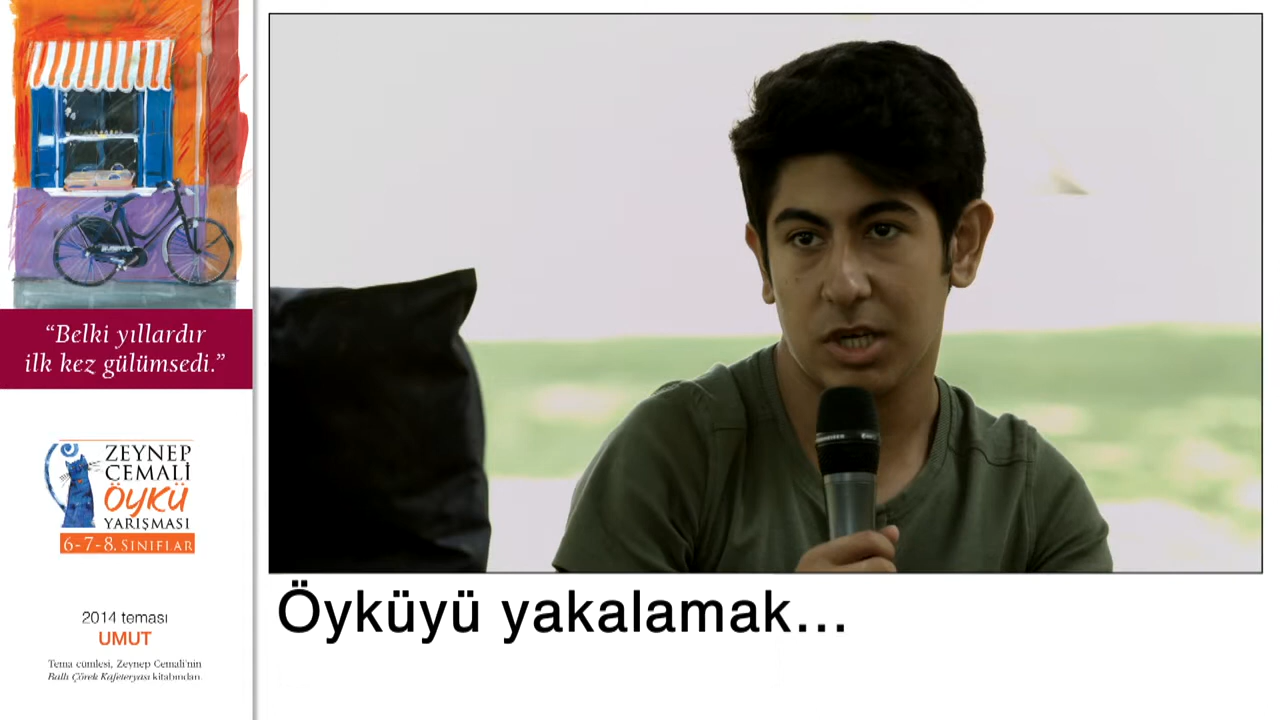 “Belki yıllardır
ilk kez gülümsedi.”
ZEYNEP
CEMALİ
ÖYKÜ
YARIŞMASI
6-7-8. SINIFLAR
2014 teması
UMUT
Tema cümlesi, Zeynep Cemali'nin
Ballı Çörek Kafeteryası kitabından.
Öyküyü yakalamak...